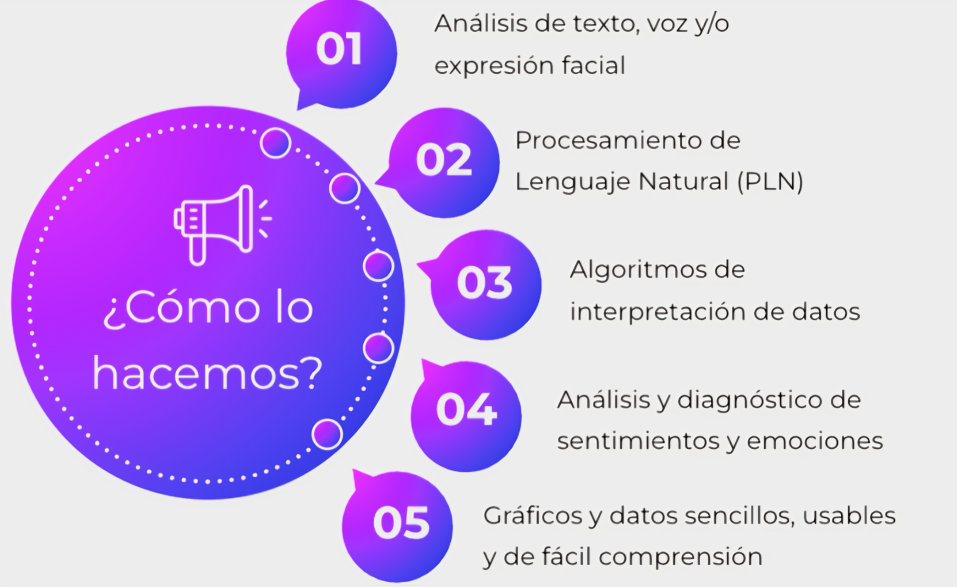 01
Análisis de texto, voz y/o
expresión facial
02
Procesamiento de
Lenguaje Natural (PLN)
¿Cómo lo
hacemos?
03
Algoritmos de
interpretación de datos
04
Análisis y diagnóstico de
sentimientos y emociones
05
Gráficos y datos sencillos, usables
y de fácil comprensión